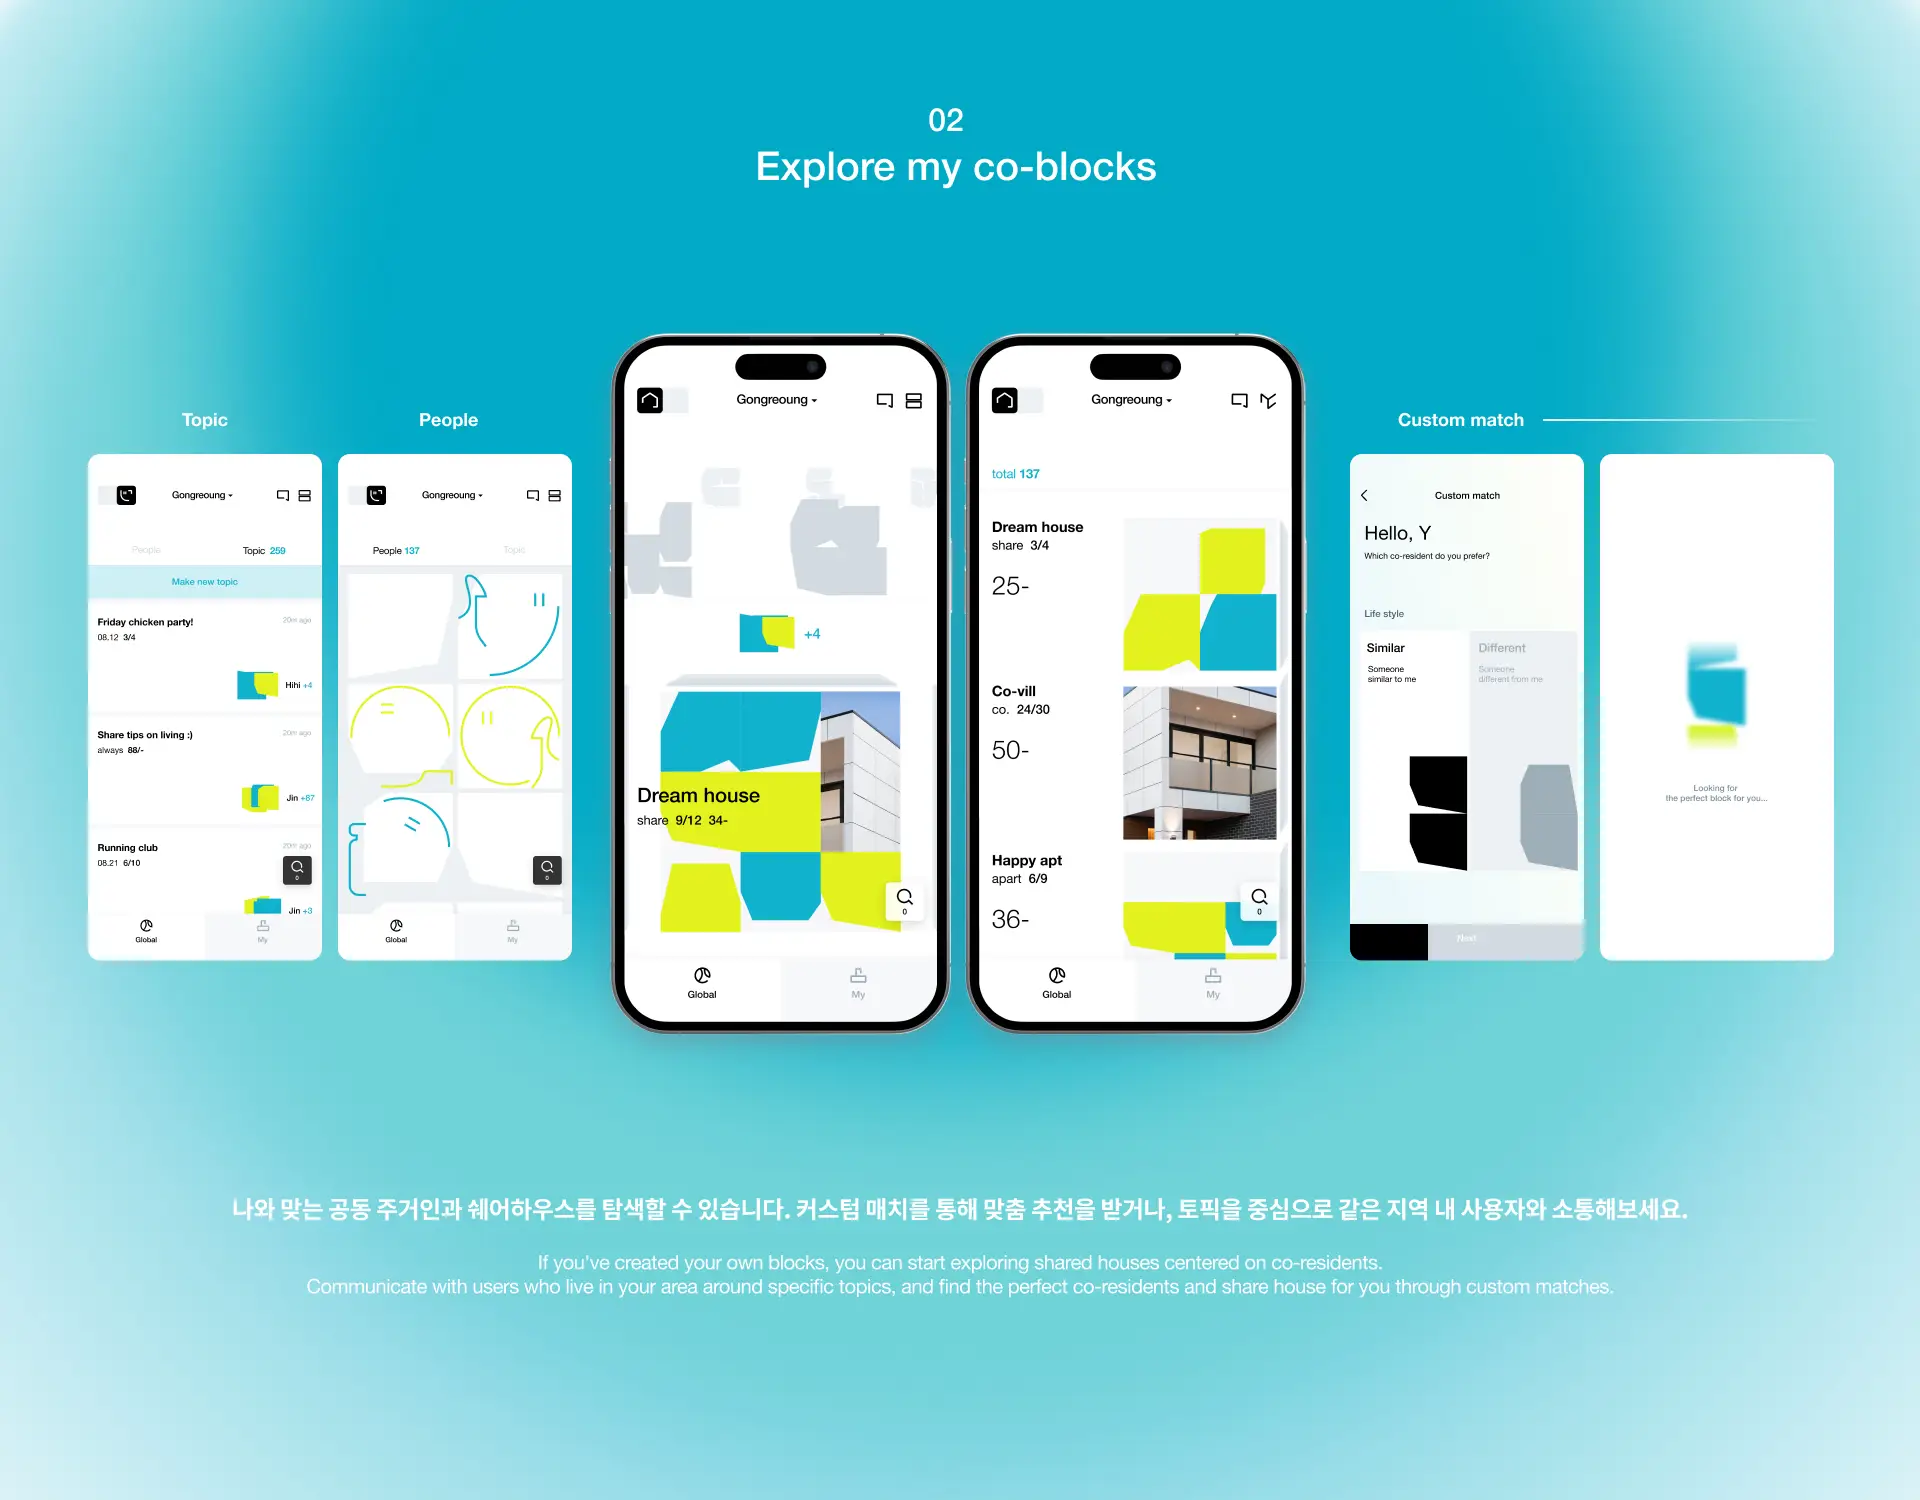 02
Explore my co-blocks
Topic
People
Custom match
Gongreoung
People
Topic 259
Make new topic
Friday chicken party!
20m ago
08.12 3/4
Hihi +4
Share tips on living :)
20m ago
always 88/-
Jin +87
Running club
20m ago
08.21 6/10
0
Jin +3
Global
My
Gongreoung
People 137
Topic
0
Global
My
Gongreoung
+4
Dream house
share 9/12 34-
0
Global
My
Gongreoung
total 137
Dream house
share 3/4
25-
Co-vill
co. 24/30
50-
Happy apt
apart 6/9
36-
0
Global
My
Custom match
Hello, Y
Which co-resident do you prefer?
Life style
Similar
Someone
similar to me
Different
Someone
different from me
Next
Looking for
the perfect block for you...
나와 맞는 공동 주거인과 쉐어하우스를 탐색할 수 있습니다. 커스텀 매치를 통해 맞춤 추천을 받거나, 토픽을 중심으로 같은 지역 내 사용자와 소통해보세요.
If you've created your own blocks, you can start exploring shared houses centered on co-residents.
Communicate with users who live in your area around specific topics, and find the perfect co-residents and share house for you through custom matches.